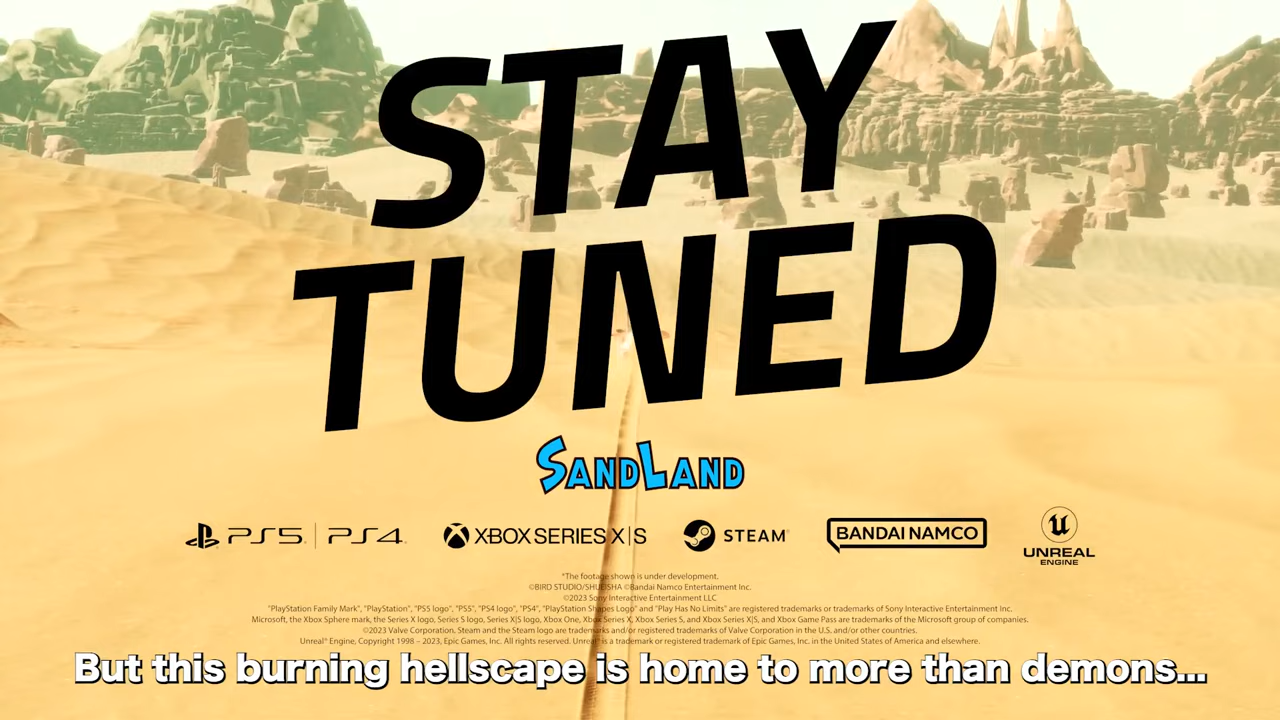 STAY
TUNED
SANDLAND
PS5 | PS4 XBOX SERIES X|S STEAM BANDAI NAMCO UNREAL ENGINE
*The footage shown is under development.
©BIRD STUDIO/SHUEISHA ©Bandai Namco Entertainment Inc.
©2023 Sony Interactive Entertainment LLC
"PlayStation Family Mark", "PlayStation", "PS5 logo", "PS5", "PS4 logo", "PS4", "PlayStation Shapes Logo" and "Play Has No Limits" are registered trademarks or trademarks of Sony Interactive Entertainment Inc.
Microsoft, the Xbox Sphere mark, the Series X logo, Series S logo, Series X|S logo, Xbox One, Xbox Series X, Xbox Series S, and Xbox Series X|S, and Xbox Game Pass are trademarks of the Microsoft group of companies.
©2023 Valve Corporation. Steam and the Steam logo are trademarks and/or registered trademarks of Valve Corporation in the U.S. and/or other countries.
Unreal® Engine, Copyright 1998 – 2023, Epic Games, Inc. All rights reserved. Unreal® is a trademark or registered trademark of Epic Games, Inc. in the United States of America and elsewhere.
But this burning hellscape is home to more than demons...